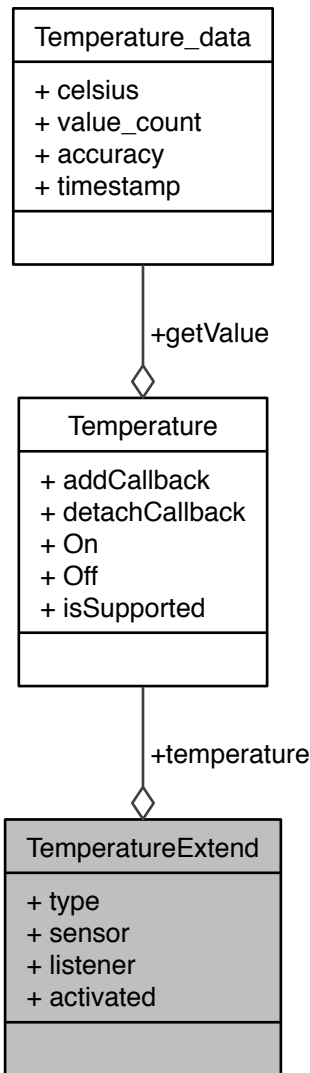 Temperature_data
+ celsius
+ value_count
+ accuracy
+ timestamp
+getValue
Temperature
+ addCallback
+ detachCallback
+ On
+ Off
+ isSupported
+temperature
TemperatureExtend
+ type
+ sensor
+ listener
+ activated